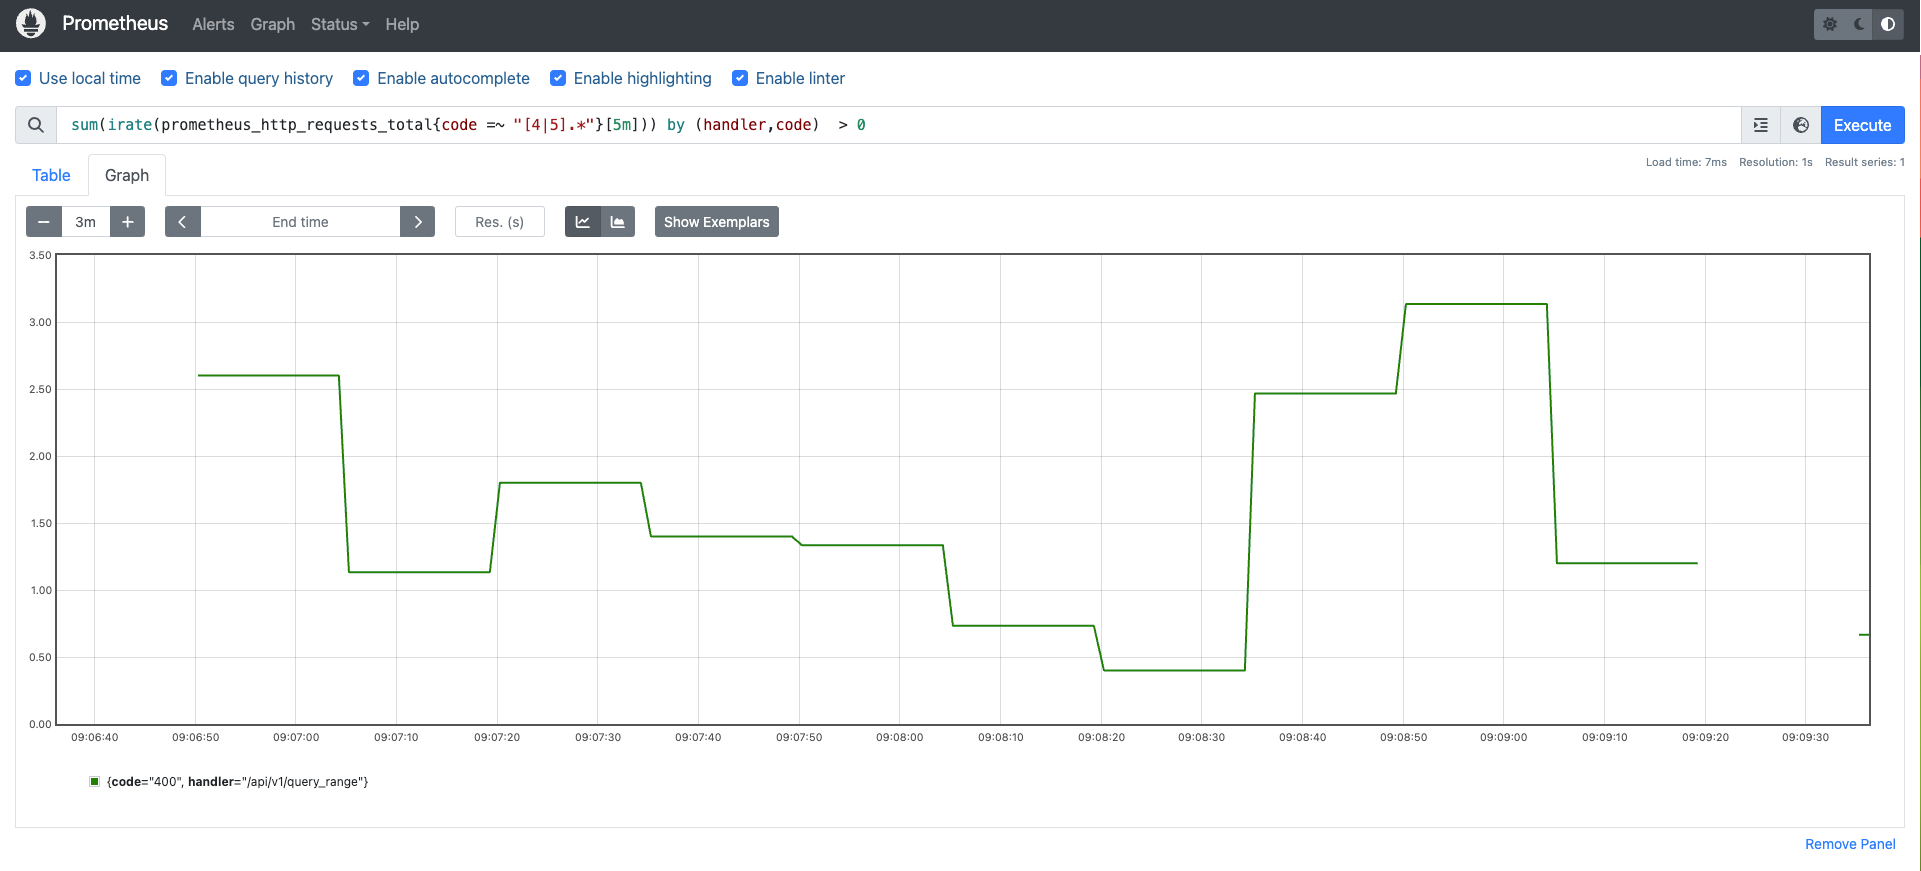 Prometheus Alerts Graph Status Help
Use local time Enable query history Enable autocomplete Enable highlighting Enable linter
sum(irate(prometheus_http_requests_total{code =~ "[4|5].*"}[5m])) by (handler,code)  > 0 Execute
Load time: 7ms Resolution: 1s Result series: 1
Table Graph
− 3m + End time Res. (s) Show Exemplars
3.50
3.00
2.50
2.00
1.50
1.00
0.50
0.00
09:06:40 09:06:50 09:07:00 09:07:10 09:07:20 09:07:30 09:07:40 09:07:50 09:08:00 09:08:10 09:08:20 09:08:30 09:08:40 09:08:50 09:09:00 09:09:10 09:09:20 09:09:30
{code="400", handler="/api/v1/query_range"}
Remove Panel